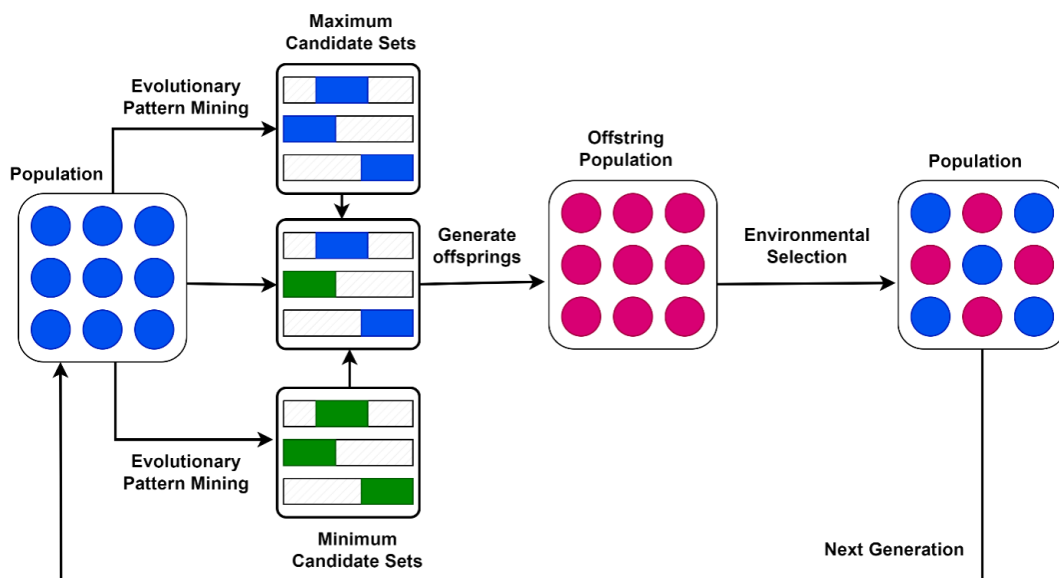 Maximum
Candidate Sets
Evolutionary
Pattern Mining
Population
Offstring
Population
Population
Generate
offsprings
Environmental
Selection
Evolutionary
Pattern Mining
Minimum
Candidate Sets
Next Generation